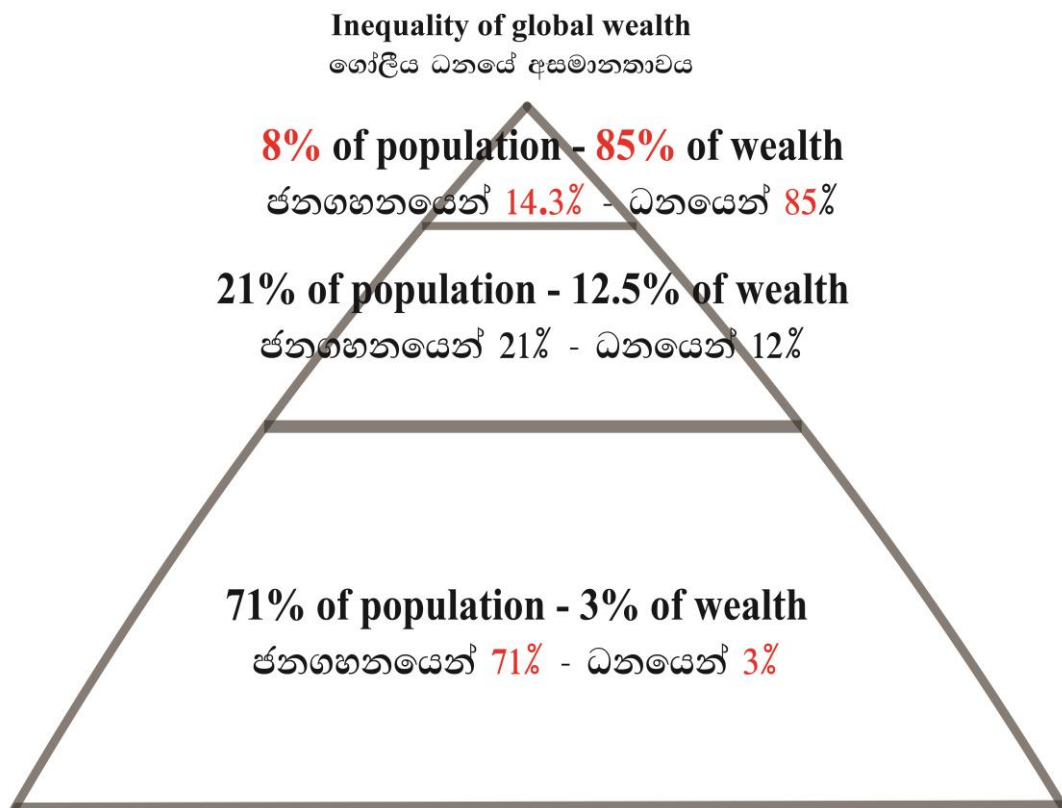 Inequality of global wealth
ගෝලීය ධනයේ අසමානතාවය
8% of population - 85% of wealth
ජනගහනයෙන් 14.3% - ධනයෙන් 85%
21% of population - 12.5% of wealth
ජනගහනයෙන් 21% - ධනයෙන් 12%
71% of population - 3% of wealth
ජනගහනයෙන් 71% - ධනයෙන් 3%